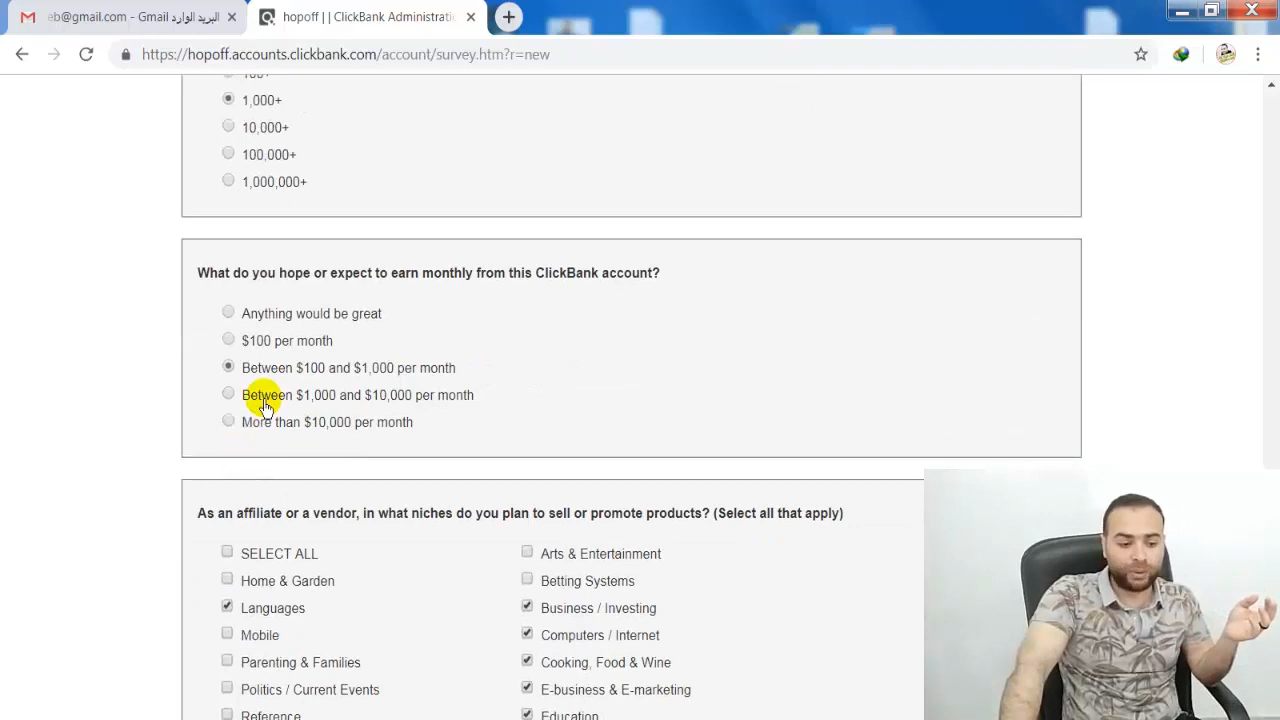 eb@gmail.com - Gmail البريد الوارد
hopoff | | ClickBank Administrati
https://hopoff.accounts.clickbank.com/account/survey.htm?r=new
100+
1,000+
10,000+
100,000+
1,000,000+
What do you hope or expect to earn monthly from this ClickBank account?
Anything would be great
$100 per month
Between $100 and $1,000 per month
Between $1,000 and $10,000 per month
More than $10,000 per month
As an affiliate or a vendor, in what niches do you plan to sell or promote products? (Select all that apply)
SELECT ALL
Arts & Entertainment
Home & Garden
Betting Systems
Languages
Business / Investing
Mobile
Computers / Internet
Parenting & Families
Cooking, Food & Wine
Politics / Current Events
E-business & E-marketing
Reference
Education